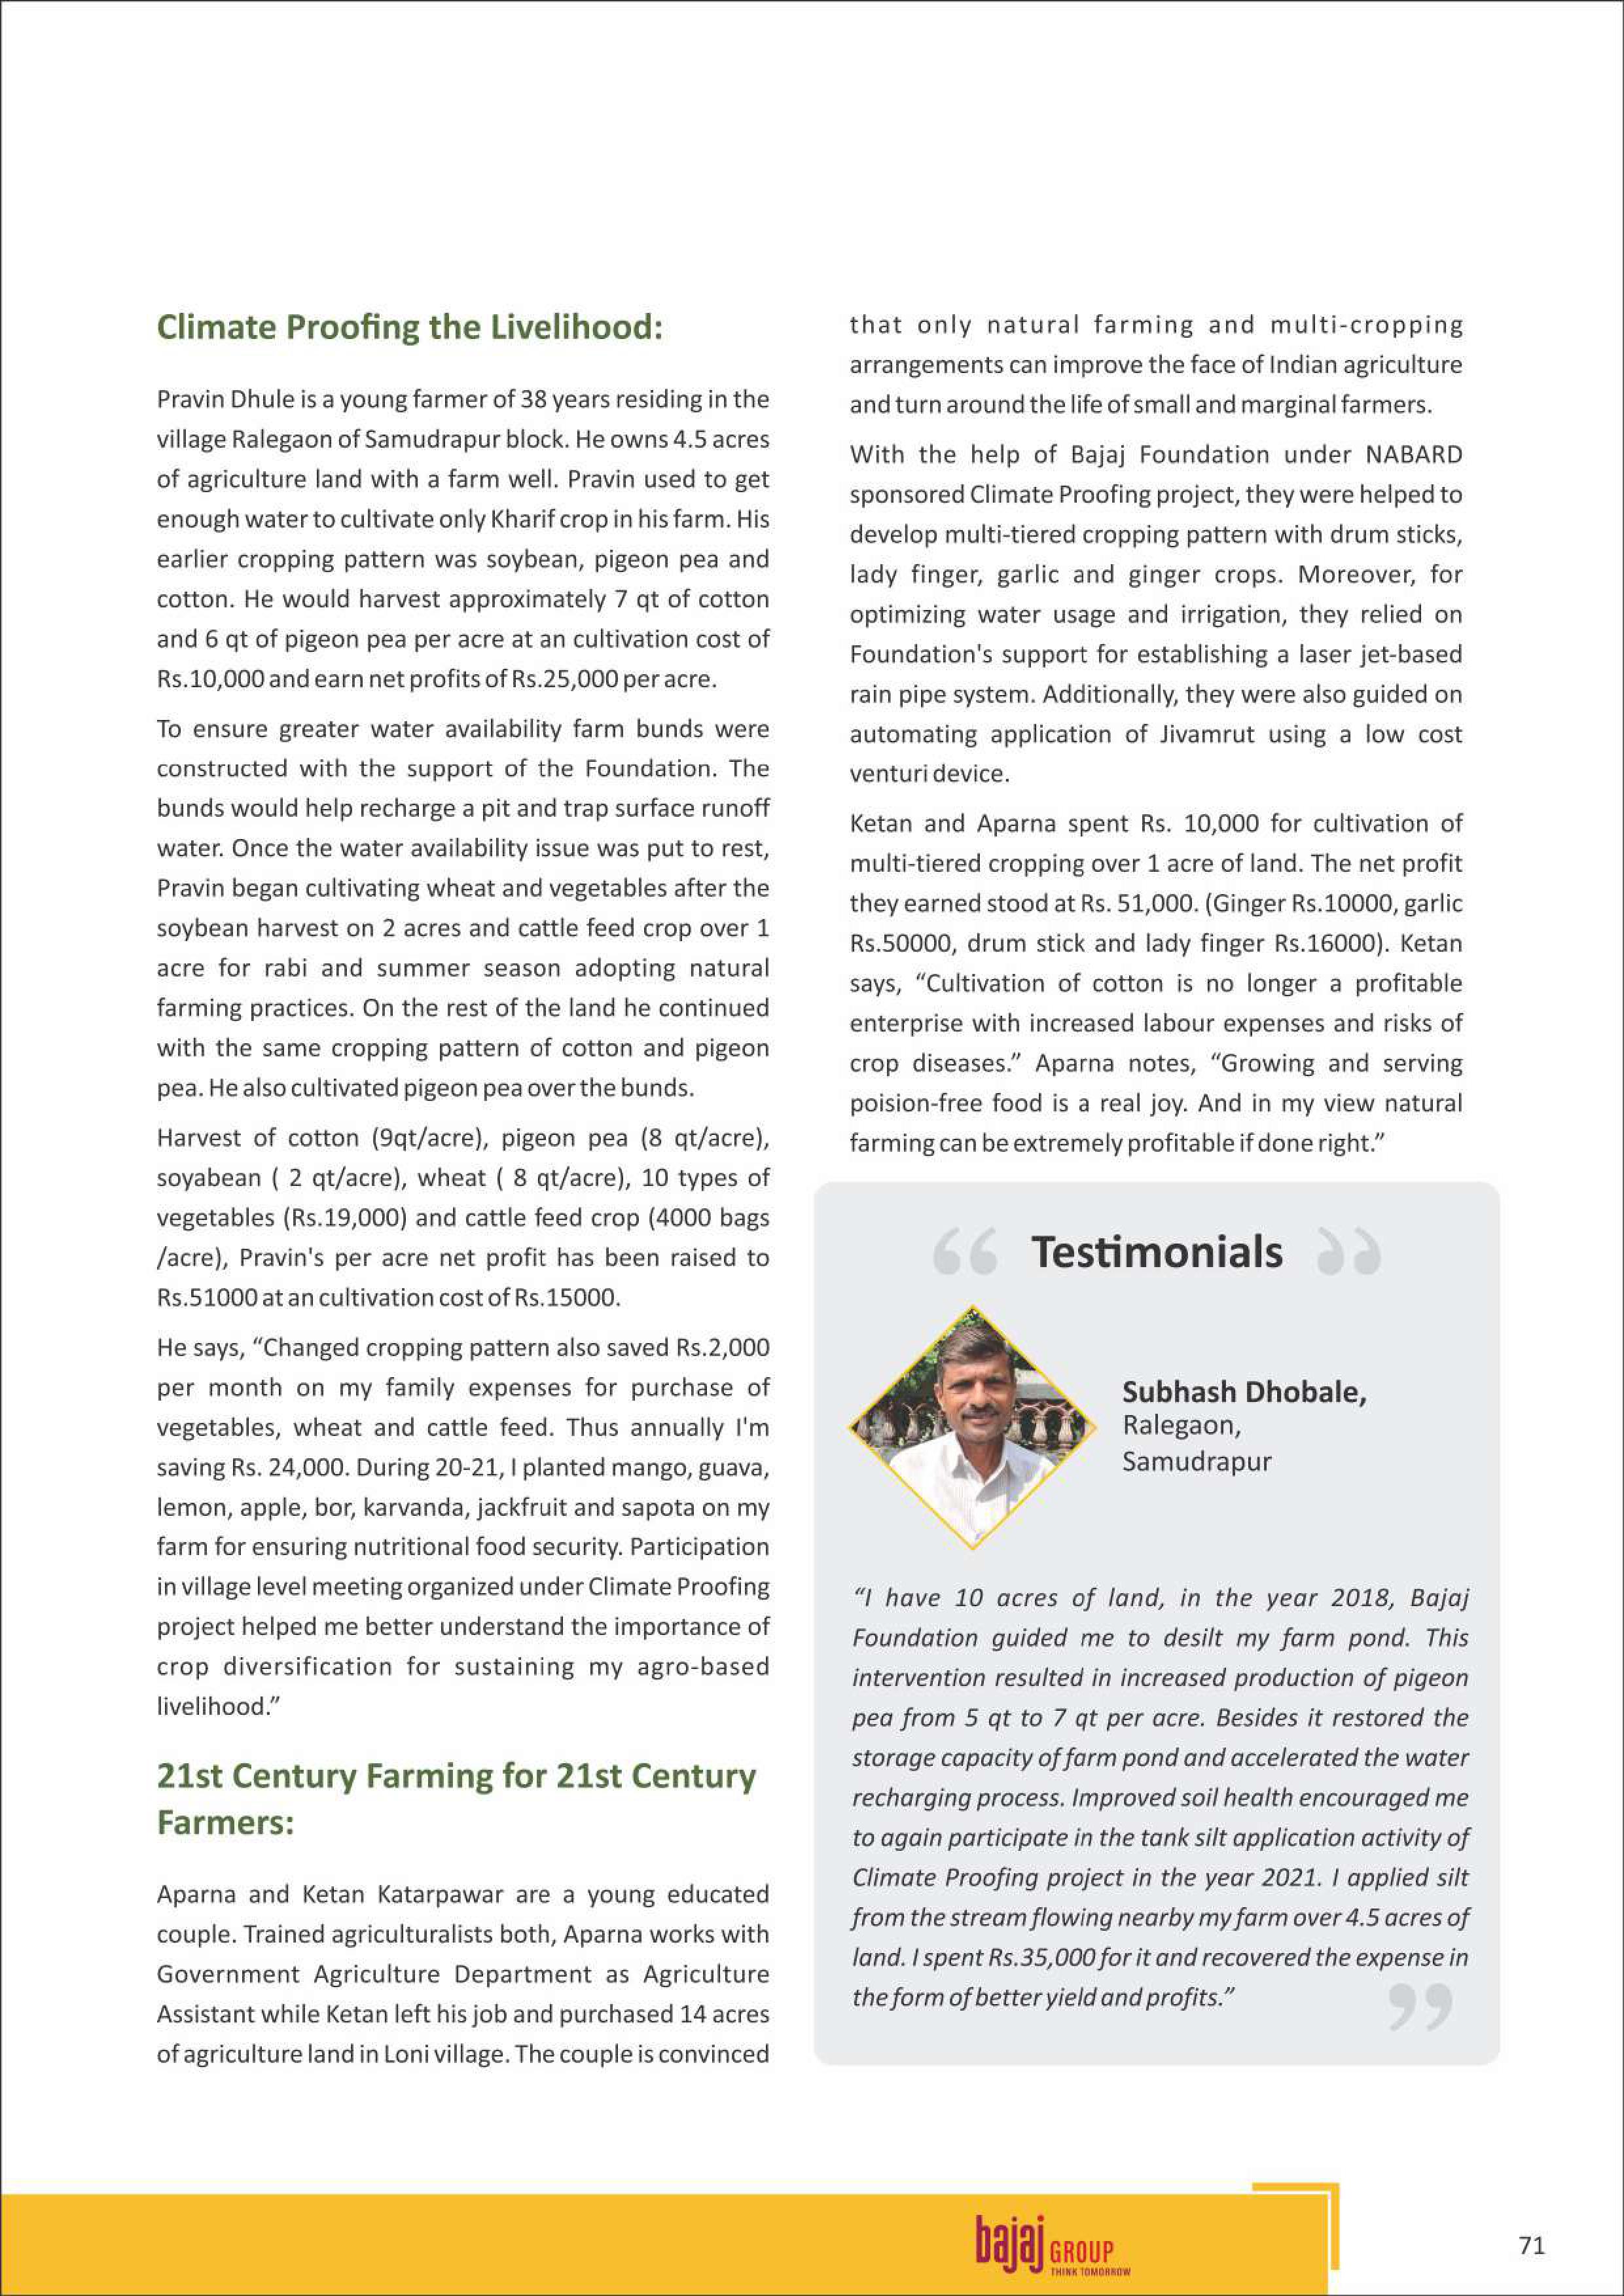 Climate Proofing the Livelihood:
Pravin Dhule is a young farmer of 38 years residing in the
village Ralegaon of Samudrapur block. He owns 4.5 acres
of agriculture land with a farm well. Pravin used to get
enough water to cultivate only Kharif crop in his farm. His
earlier cropping pattern was soybean, pigeon pea and
cotton. He would harvest approximately 7 qt of cotton
and 6 qt of pigeon pea per acre at an cultivation cost of
Rs.10,000 and earn net profits of Rs.25,000 per acre.
To ensure greater water availability farm bunds were
constructed with the support of the Foundation. The
bunds would help recharge a pit and trap surface runoff
water. Once the water availability issue was put to rest,
Pravin began cultivating wheat and vegetables after the
soybean harvest on 2 acres and cattle feed crop over 1
acre for rabi and summer season adopting natural
farming practices. On the rest of the land he continued
with the same cropping pattern of cotton and pigeon
pea. He also cultivated pigeon pea over the bunds.
Harvest of cotton (9qt/acre), pigeon pea (8 qt/acre),
soyabean ( 2 qt/acre), wheat ( 8 qt/acre), 10 types of
vegetables (Rs.19,000) and cattle feed crop (4000 bags
/acre), Pravin's per acre net profit has been raised to
Rs.51000 at an cultivation cost of Rs.15000.
He says, “Changed cropping pattern also saved Rs.2,000
per month on my family expenses for purchase of
vegetables, wheat and cattle feed. Thus annually I'm
saving Rs. 24,000. During 20-21, I planted mango, guava,
lemon, apple, bor, karvanda, jackfruit and sapota on my
farm for ensuring nutritional food security. Participation
in village level meeting organized under Climate Proofing
project helped me better understand the importance of
crop diversification for sustaining my agro-based
livelihood.”
21st Century Farming for 21st Century
Farmers:
Aparna and Ketan Katarpawar are a young educated
couple. Trained agriculturalists both, Aparna works with
Government Agriculture Department as Agriculture
Assistant while Ketan left his job and purchased 14 acres
of agriculture land in Loni village. The couple is convinced
that only natural farming and multi-cropping
arrangements can improve the face of Indian agriculture
and turn around the life of small and marginal farmers.
With the help of Bajaj Foundation under NABARD
sponsored Climate Proofing project, they were helped to
develop multi-tiered cropping pattern with drum sticks,
lady finger, garlic and ginger crops. Moreover, for
optimizing water usage and irrigation, they relied on
Foundation's support for establishing a laser jet-based
rain pipe system. Additionally, they were also guided on
automating application of Jivamrut using a low cost
venturi device.
Ketan and Aparna spent Rs. 10,000 for cultivation of
multi-tiered cropping over 1 acre of land. The net profit
they earned stood at Rs. 51,000. (Ginger Rs.10000, garlic
Rs.50000, drum stick and lady finger Rs.16000). Ketan
says, “Cultivation of cotton is no longer a profitable
enterprise with increased labour expenses and risks of
crop diseases.” Aparna notes, “Growing and serving
poision-free food is a real joy. And in my view natural
farming can be extremely profitable if done right.”
“ Testimonials ”
Subhash Dhobale,
Ralegaon,
Samudrapur
“I have 10 acres of land, in the year 2018, Bajaj
Foundation guided me to desilt my farm pond. This
intervention resulted in increased production of pigeon
pea from 5 qt to 7 qt per acre. Besides it restored the
storage capacity of farm pond and accelerated the water
recharging process. Improved soil health encouraged me
to again participate in the tank silt application activity of
Climate Proofing project in the year 2021. I applied silt
from the stream flowing nearby my farm over 4.5 acres of
land. I spent Rs.35,000 for it and recovered the expense in
the form of better yield and profits.”
”
bajaj GROUP
THINK TOMORROW
71